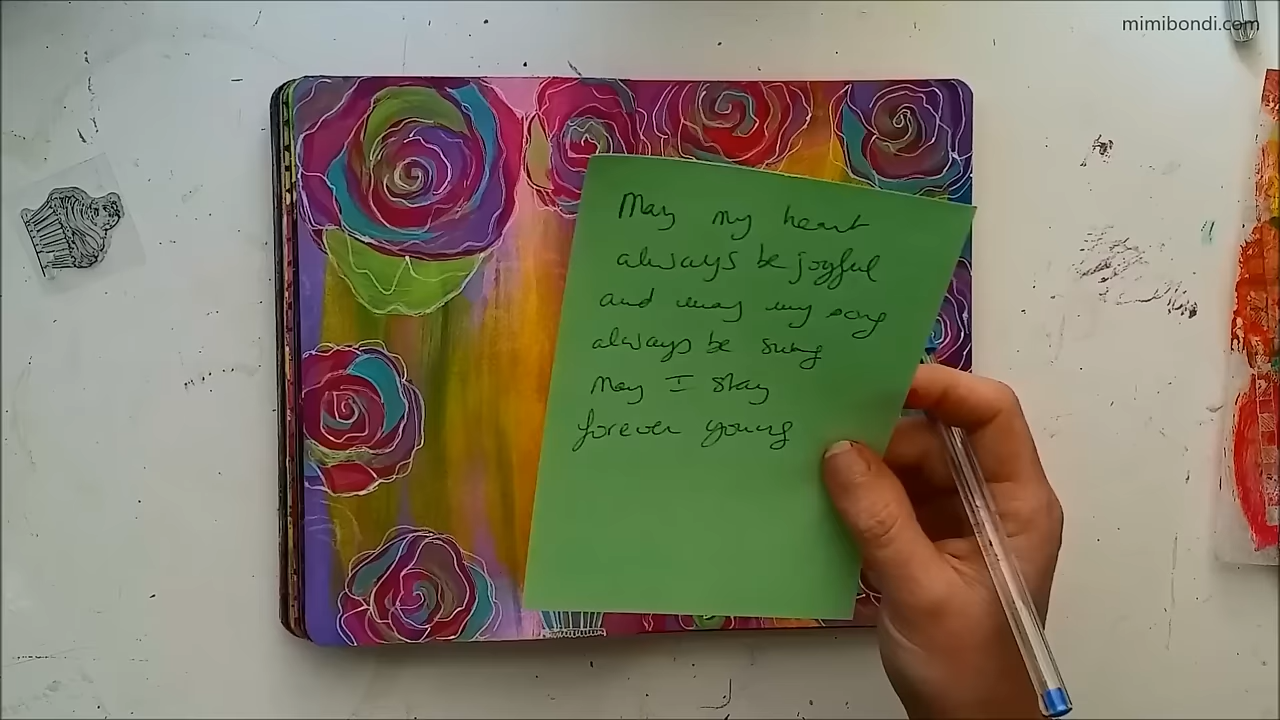 mimibondi.com
May my heart
always be joyful
and may my song
always be sung
May I stay
forever young